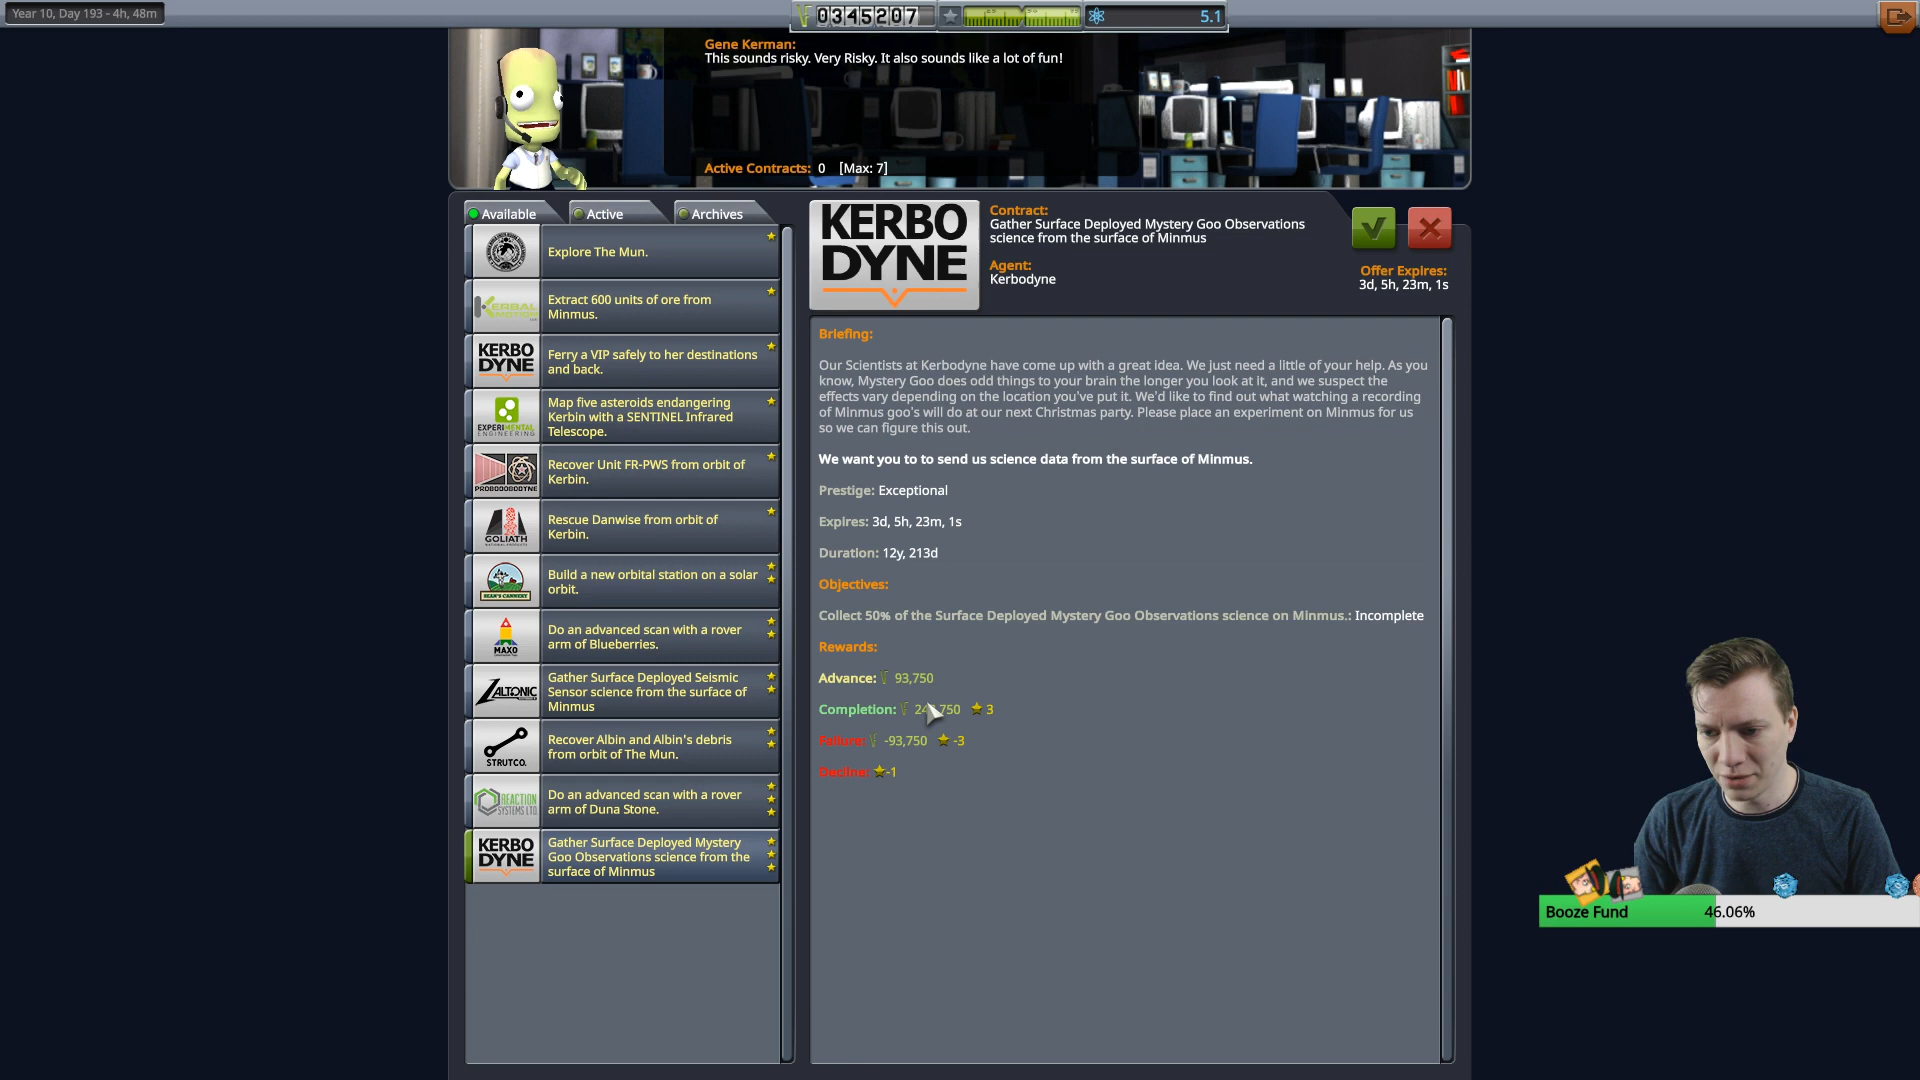 Year 10, Day 193 - 4h, 48m
0345207
5.1
Gene Kerman:
This sounds risky. Very Risky. It also sounds like a lot of fun!
Active Contracts: 0 [Max: 7]
Available
Active
Archives
Explore The Mun.
KERBAL MOTION
Extract 600 units of ore from
Minmus.
KERBO
DYNE
Ferry a VIP safely to her destinations
and back.
EXPERIMENTAL
ENGINEERING
Map five asteroids endangering
Kerbin with a SENTINEL Infrared
Telescope.
PROBODOBODYNE
Recover Unit FR-PWS from orbit of
Kerbin.
GOLIATH
NATIONAL PRODUCTS
Rescue Danwise from orbit of
Kerbin.
SEAN'S CANNERY
Build a new orbital station on a solar
orbit.
MAXO
Do an advanced scan with a rover
arm of Blueberries.
ZALTONIC
Gather Surface Deployed Seismic
Sensor science from the surface of
Minmus
STRUTCO.
Recover Albin and Albin's debris
from orbit of The Mun.
REACTION
SYSTEMS LTD
Do an advanced scan with a rover
arm of Duna Stone.
KERBO
DYNE
Gather Surface Deployed Mystery
Goo Observations science from the
surface of Minmus
KERBO
DYNE
Contract:
Gather Surface Deployed Mystery Goo Observations
science from the surface of Minmus
Agent:
Kerbodyne
Offer Expires:
3d, 5h, 23m, 1s
Briefing:
Our Scientists at Kerbodyne have come up with a great idea. We just need a little of your help. As you
know, Mystery Goo does odd things to your brain the longer you look at it, and we suspect the
effects vary depending on the location you've put it. We'd like to find out what watching a recording
of Minmus goo's will do at our next Christmas party. Please place an experiment on Minmus for us
so we can figure this out.
We want you to to send us science data from the surface of Minmus.
Prestige: Exceptional
Expires: 3d, 5h, 23m, 1s
Duration: 12y, 213d
Objectives:
Collect 50% of the Surface Deployed Mystery Goo Observations science on Minmus.: Incomplete
Rewards:
Advance: 93,750
Completion: 3
Failure: -93,750 -3
Decline: -1
Booze Fund 46.06%